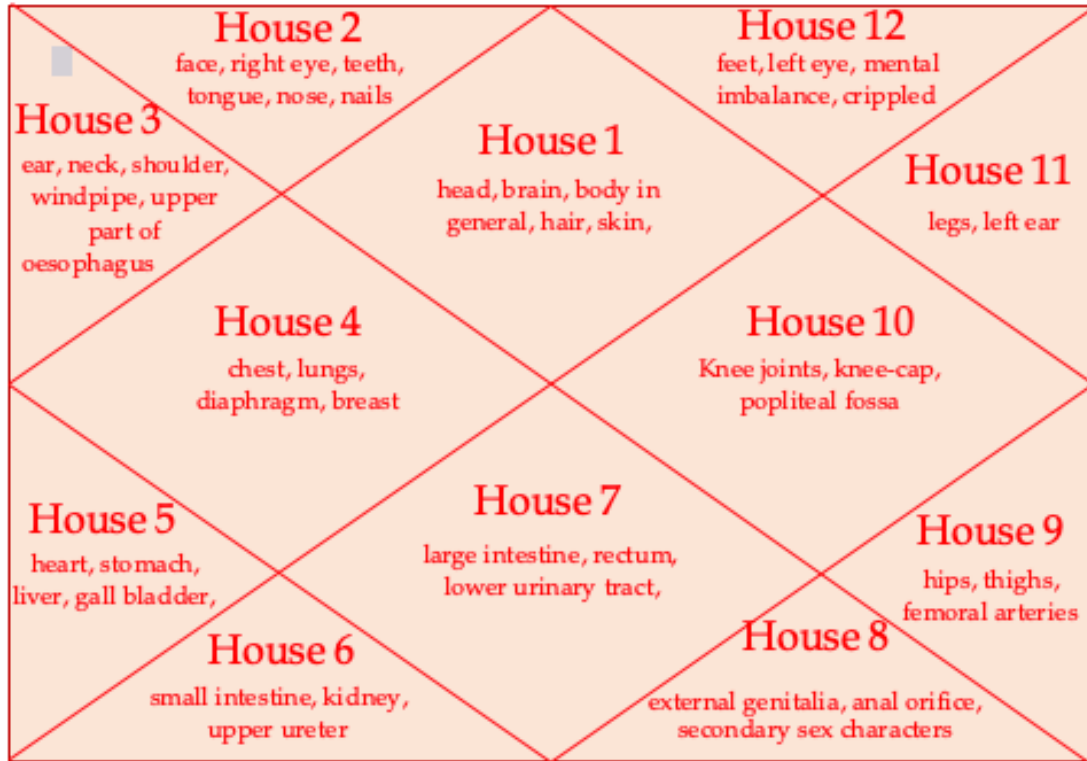 House 2
face, right eye, teeth,
tongue, nose, nails
House 12
feet, left eye, mental
imbalance, crippled
House 3
ear, neck, shoulder,
windpipe, upper
part of
oesophagus
House 1
head, brain, body in
general, hair, skin,
House 11
legs, left ear
House 4
chest, lungs,
diaphragm, breast
House 10
Knee joints, knee-cap,
popliteal fossa
House 5
heart, stomach,
liver, gall bladder,
House 7
large intestine, rectum,
lower urinary tract,
House 9
hips, thighs,
femoral arteries
House 6
small intestine, kidney,
upper ureter
House 8
external genitalia, anal orifice,
secondary sex characters